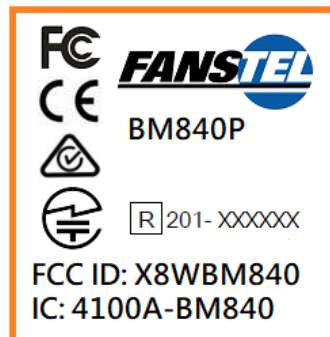 FC
FANSTEL
CE
BM840P
R 201- XXXXXX
FCC ID: X8WBM840
IC: 4100A-BM840